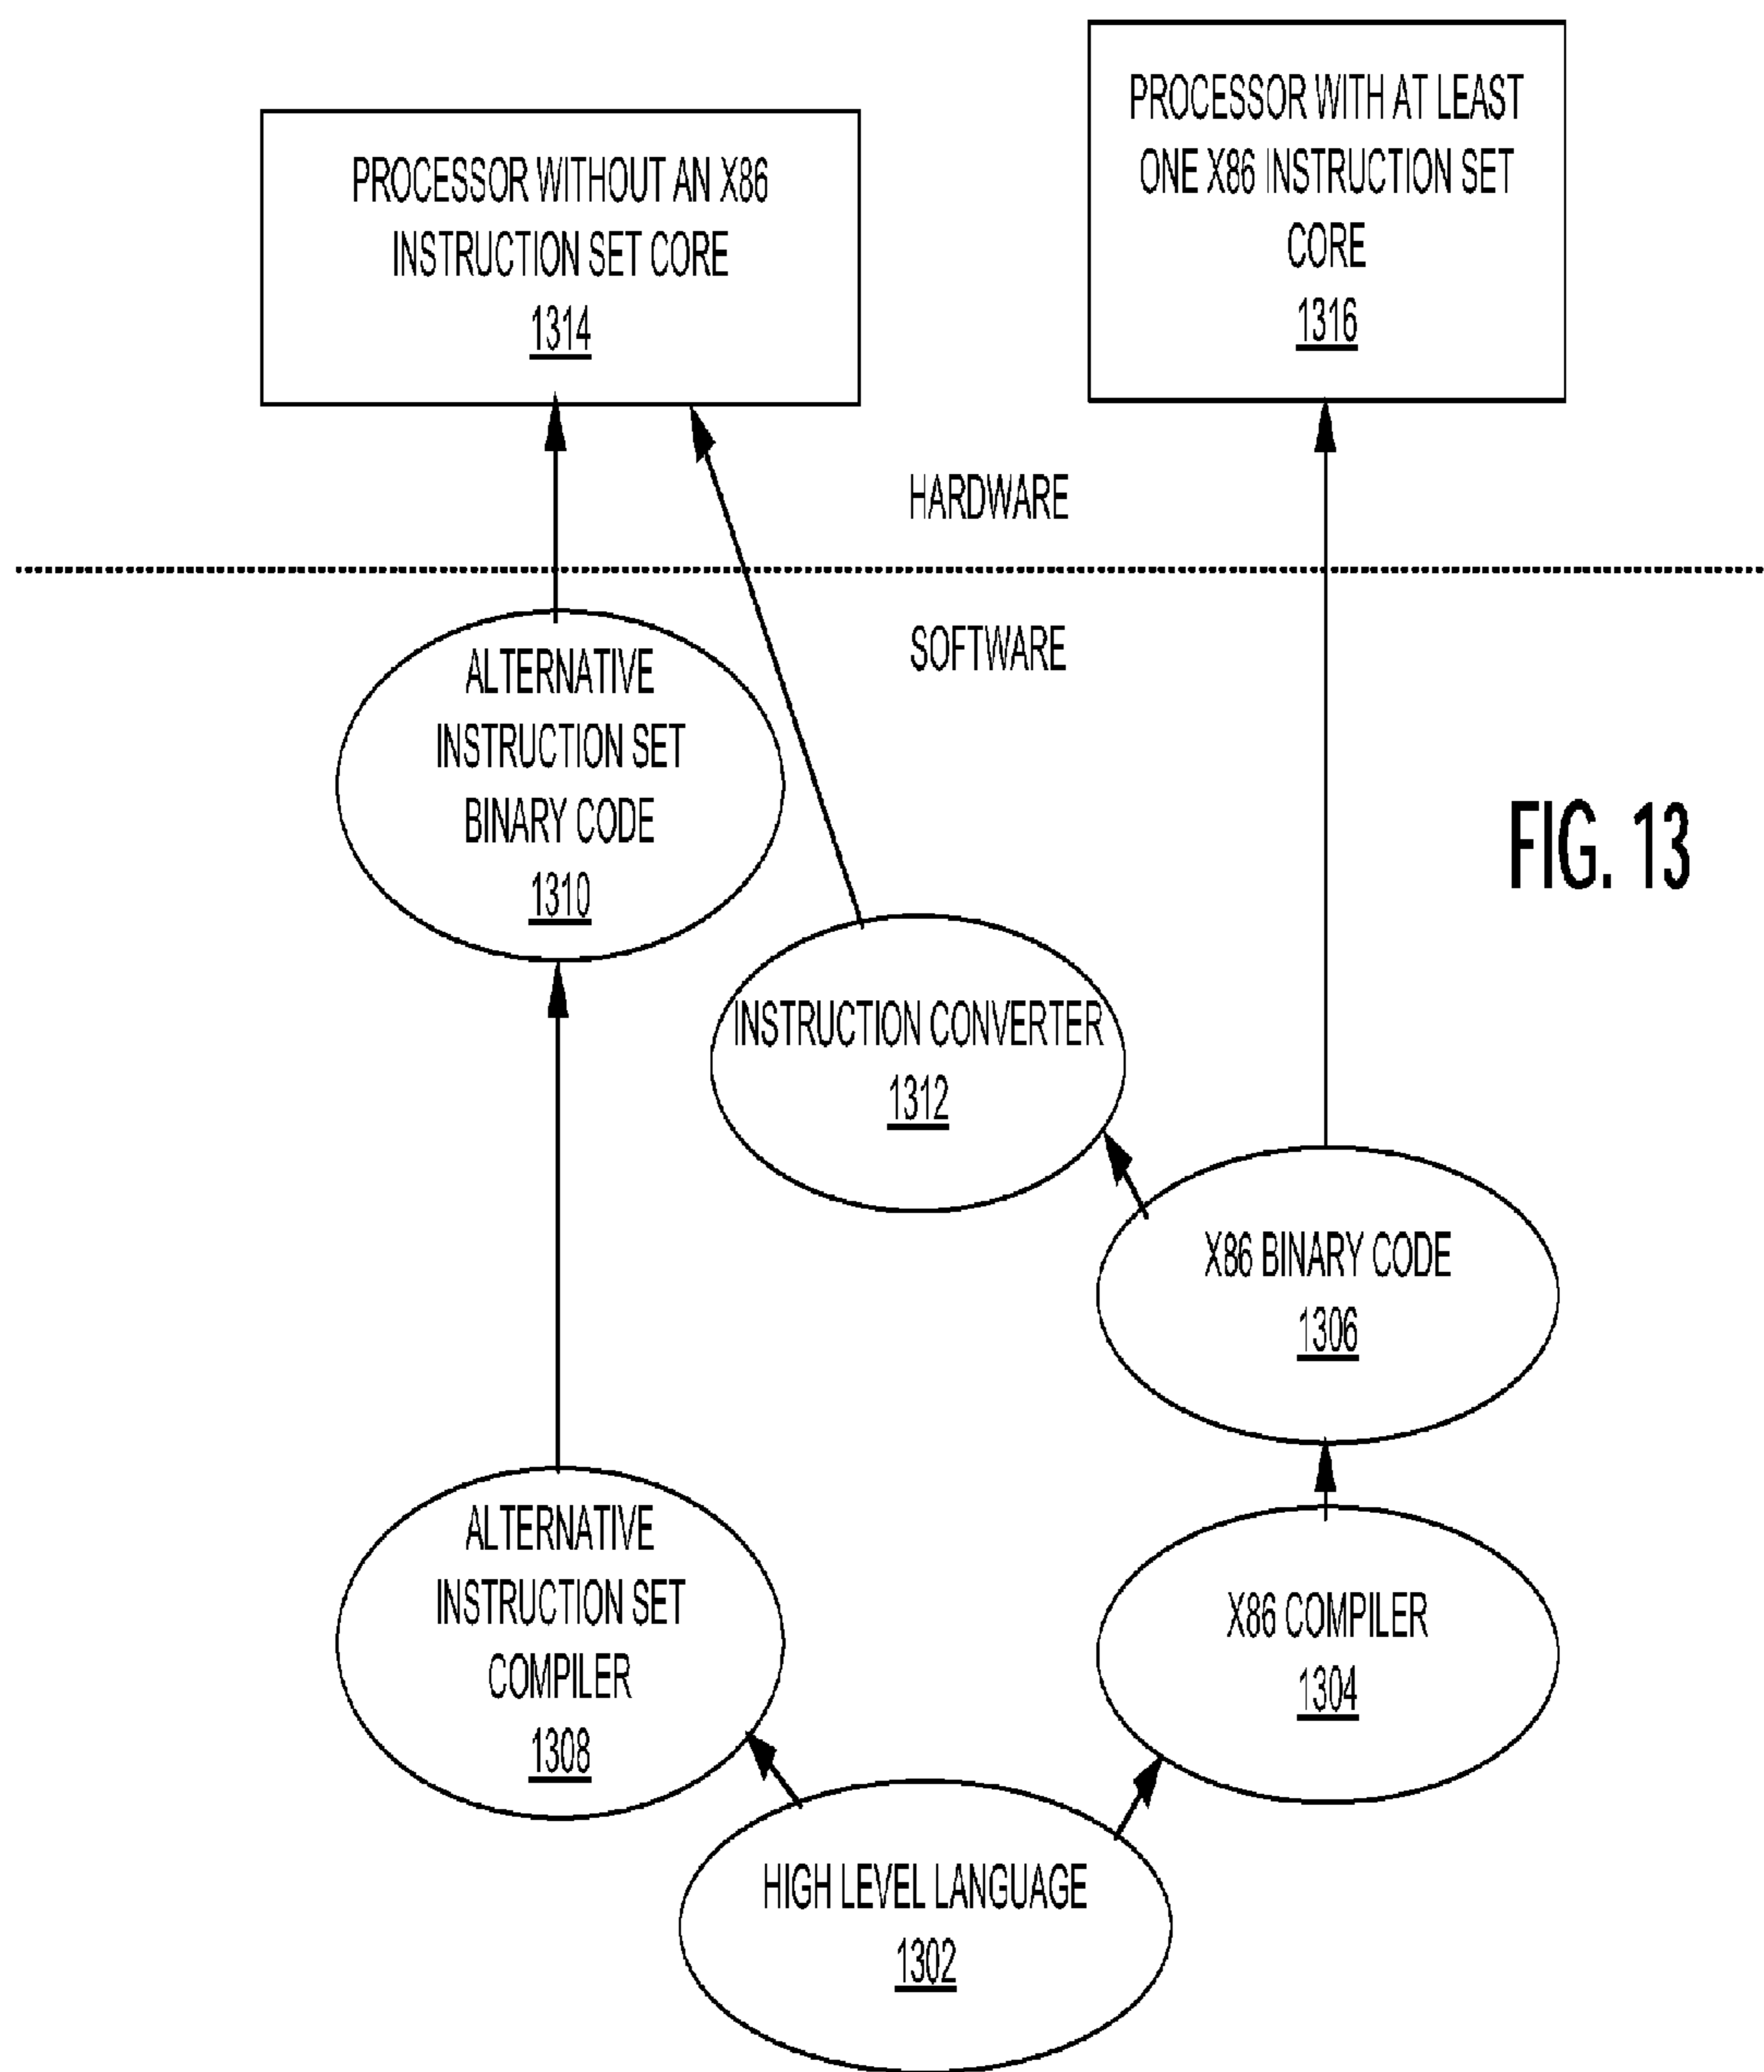 PROCESSOR WITHOUT AN X86
INSTRUCTION SET CORE
1314
PROCESSOR WITH AT LEAST
ONE X86 INSTRUCTION SET
CORE
1316
HARDWARE
SOFTWARE
ALTERNATIVE
INSTRUCTION SET
BINARY CODE
1310
FIG. 13
INSTRUCTION CONVERTER
1312
X86 BINARY CODE
1306
ALTERNATIVE
INSTRUCTION SET
COMPILER
1308
X86 COMPILER
1304
HIGH LEVEL LANGUAGE
1302